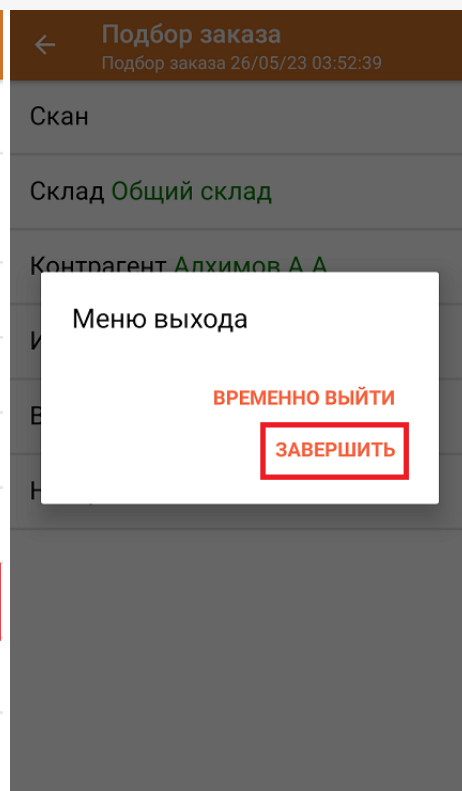 Подбор заказа
Подбор заказа 26/05/23 03:52:39
Скан
Склад Общий склад
Контрагент Алхимов А А
Меню выхода
ВРЕМЕННО ВЫЙТИ
ЗАВЕРШИТЬ